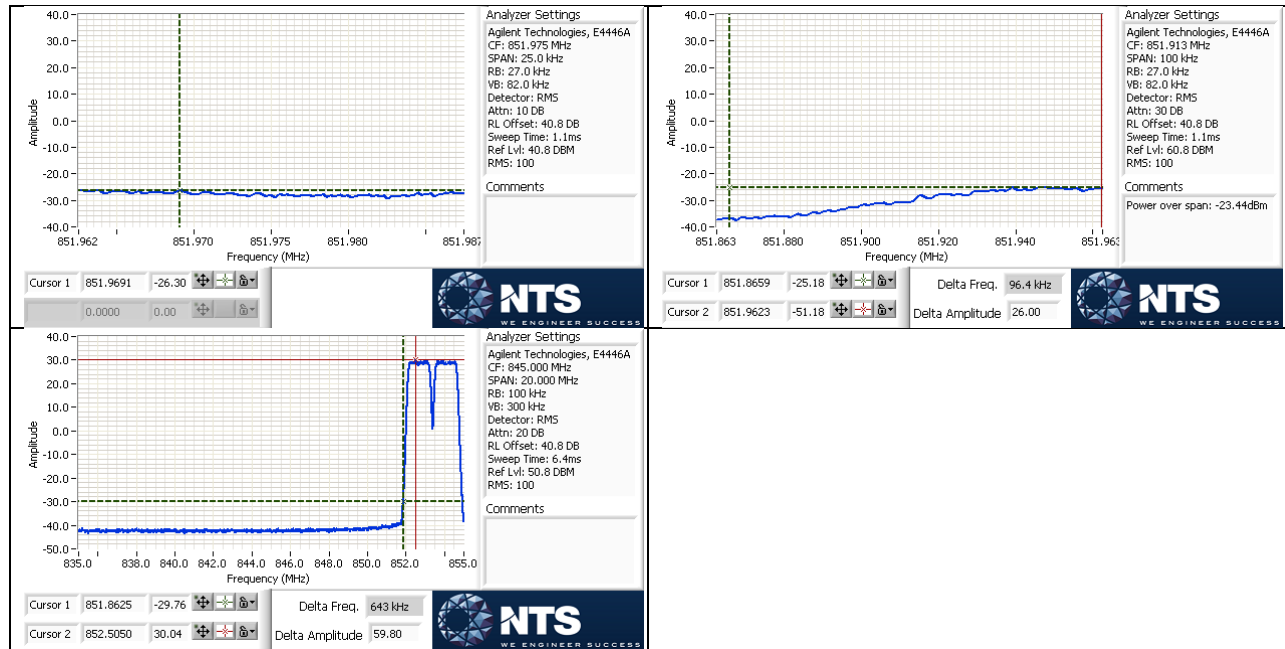 40.0
30.0
20.0
10.0
0.0
-10.0
-20.0
-30.0
-40.0
Amplitude
851.962 851.970 851.975 851.980 851.987
Frequency (MHz)
Analyzer Settings
Agilent Technologies, E4446A
CF: 851.975 MHz
SPAN: 25.0 kHz
RB: 27.0 kHz
VB: 82.0 kHz
Detector: RMS
Attn: 10 DB
RL Offset: 40.8 DB
Sweep Time: 1.1ms
Ref Lvl: 40.8 DBM
RMS: 100
Comments
Cursor 1 851.9691 -26.30
0.0000 0.00
NTS
WE ENGINEER SUCCESS
40.0
30.0
20.0
10.0
0.0
-10.0
-20.0
-30.0
-40.0
Amplitude
851.863 851.880 851.900 851.920 851.940 851.963
Frequency (MHz)
Analyzer Settings
Agilent Technologies, E4446A
CF: 851.913 MHz
SPAN: 100 kHz
RB: 27.0 kHz
VB: 82.0 kHz
Detector: RMS
Attn: 30 DB
RL Offset: 40.8 DB
Sweep Time: 1.1ms
Ref Lvl: 60.8 DBM
RMS: 100
Comments
Power over span: -23.44dBm
Cursor 1 851.8659 -25.18
Cursor 2 851.9623 -51.18
Delta Freq. 96.4 kHz
Delta Amplitude 26.00
NTS
WE ENGINEER SUCCESS
40.0
30.0
20.0
10.0
0.0
-10.0
-20.0
-30.0
-40.0
-50.0
Amplitude
835.0 838.0 840.0 842.0 844.0 846.0 848.0 850.0 852.0 855.0
Frequency (MHz)
Analyzer Settings
Agilent Technologies, E4446A
CF: 845.000 MHz
SPAN: 20.000 MHz
RB: 100 kHz
VB: 300 kHz
Detector: RMS
Attn: 20 DB
RL Offset: 40.8 DB
Sweep Time: 6.4ms
Ref Lvl: 50.8 DBM
RMS: 100
Comments
Cursor 1 851.8625 -29.76
Cursor 2 852.5050 30.04
Delta Freq. 643 kHz
Delta Amplitude 59.80
NTS
WE ENGINEER SUCCESS